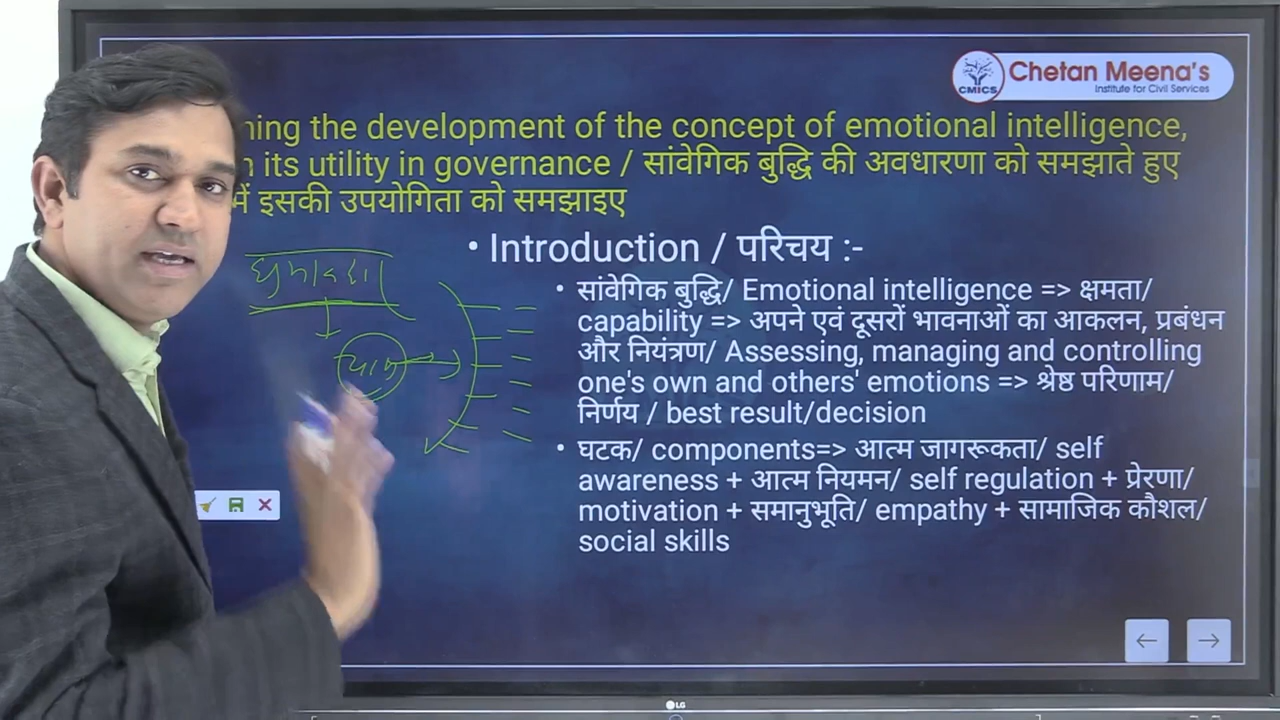 Chetan Meena's
Institute for Civil Services
CMICS
ning the development of the concept of emotional intelligence,
n its utility in governance / सांवेगिक बुद्धि की अवधारणा को समझाते हुए
में इसकी उपयोगिता को समझाइए
• Introduction / परिचय :-
• सांवेगिक बुद्धि/ Emotional intelligence => क्षमता/
capability => अपने एवं दूसरों भावनाओं का आकलन, प्रबंधन
और नियंत्रण/ Assessing, managing and controlling
one's own and others' emotions => श्रेष्ठ परिणाम/
निर्णय / best result/decision
• घटक/ components=> आत्म जागरूकता/ self
awareness + आत्म नियमन/ self regulation + प्रेरणा/
motivation + समानुभूति/ empathy + सामाजिक कौशल/
social skills
LG